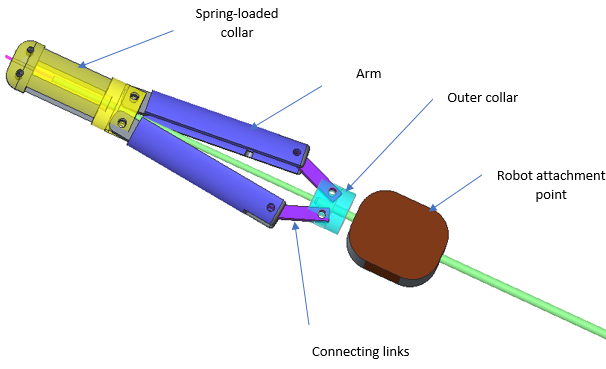 Spring-loaded
collar
Arm
Outer collar
Robot attachment
point
Connecting links